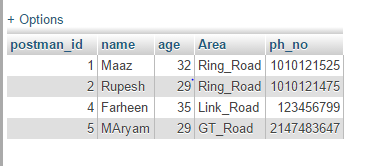 + Options
postman_id name age Area ph_no
1 Maaz 32 Ring_Road 1010121525
2 Rupesh 29 Ring_Road 1010121475
4 Farheen 35 Link_Road 123456799
5 MAryam 29 GT_Road 2147483647